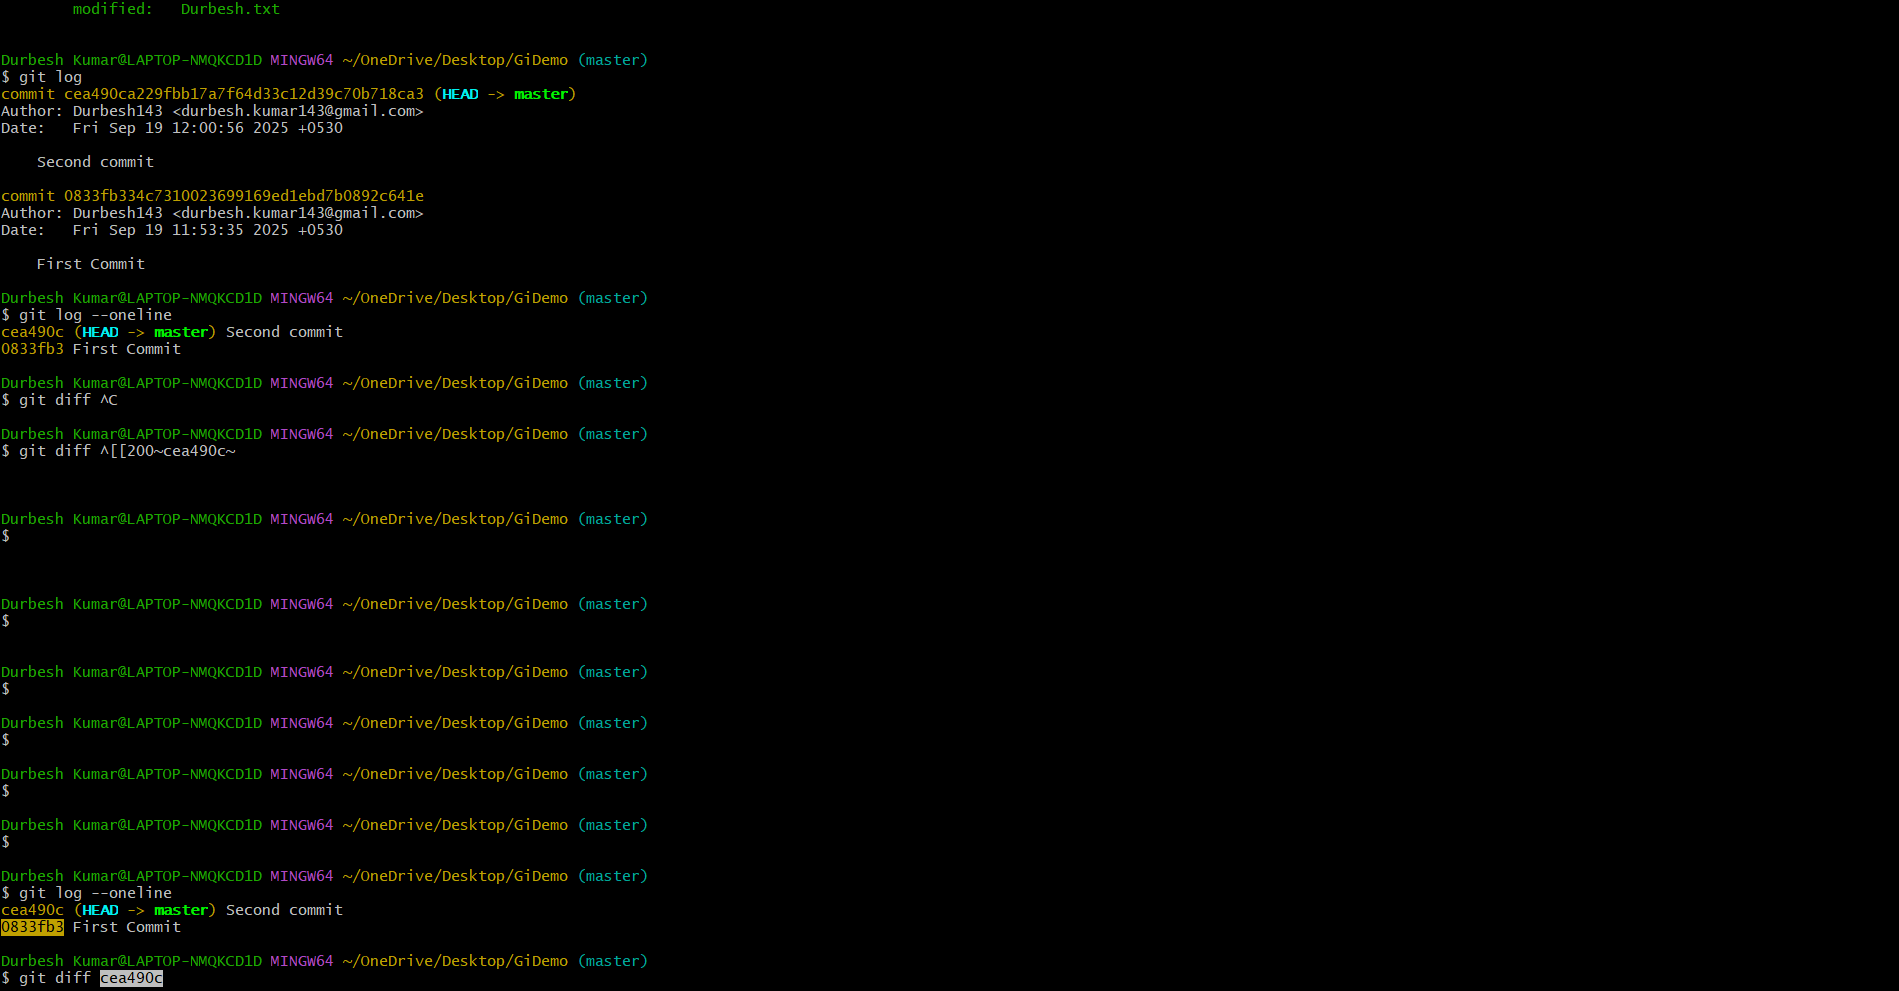 modified:   Durbesh.txt
Durbesh Kumar@LAPTOP-NMQKCD1D MINGW64 ~/OneDrive/Desktop/GiDemo (master)
$ git log
commit cea490ca229fbb17a7f64d33c12d39c70b718ca3 (HEAD -> master)
Author: Durbesh143 <durbesh.kumar143@gmail.com>
Date:   Fri Sep 19 12:00:56 2025 +0530
Second commit
commit 0833fb334c7310023699169ed1ebd7b0892c641e
Author: Durbesh143 <durbesh.kumar143@gmail.com>
Date:   Fri Sep 19 11:53:35 2025 +0530
First Commit
Durbesh Kumar@LAPTOP-NMQKCD1D MINGW64 ~/OneDrive/Desktop/GiDemo (master)
$ git log --oneline
cea490c (HEAD -> master) Second commit
0833fb3 First Commit
Durbesh Kumar@LAPTOP-NMQKCD1D MINGW64 ~/OneDrive/Desktop/GiDemo (master)
$ git diff ^C
Durbesh Kumar@LAPTOP-NMQKCD1D MINGW64 ~/OneDrive/Desktop/GiDemo (master)
$ git diff ^[[200~cea490c~
Durbesh Kumar@LAPTOP-NMQKCD1D MINGW64 ~/OneDrive/Desktop/GiDemo (master)
$
Durbesh Kumar@LAPTOP-NMQKCD1D MINGW64 ~/OneDrive/Desktop/GiDemo (master)
$
Durbesh Kumar@LAPTOP-NMQKCD1D MINGW64 ~/OneDrive/Desktop/GiDemo (master)
$
Durbesh Kumar@LAPTOP-NMQKCD1D MINGW64 ~/OneDrive/Desktop/GiDemo (master)
$
Durbesh Kumar@LAPTOP-NMQKCD1D MINGW64 ~/OneDrive/Desktop/GiDemo (master)
$
Durbesh Kumar@LAPTOP-NMQKCD1D MINGW64 ~/OneDrive/Desktop/GiDemo (master)
$
Durbesh Kumar@LAPTOP-NMQKCD1D MINGW64 ~/OneDrive/Desktop/GiDemo (master)
$ git log --oneline
cea490c (HEAD -> master) Second commit
0833fb3 First Commit
Durbesh Kumar@LAPTOP-NMQKCD1D MINGW64 ~/OneDrive/Desktop/GiDemo (master)
$ git diff cea490c